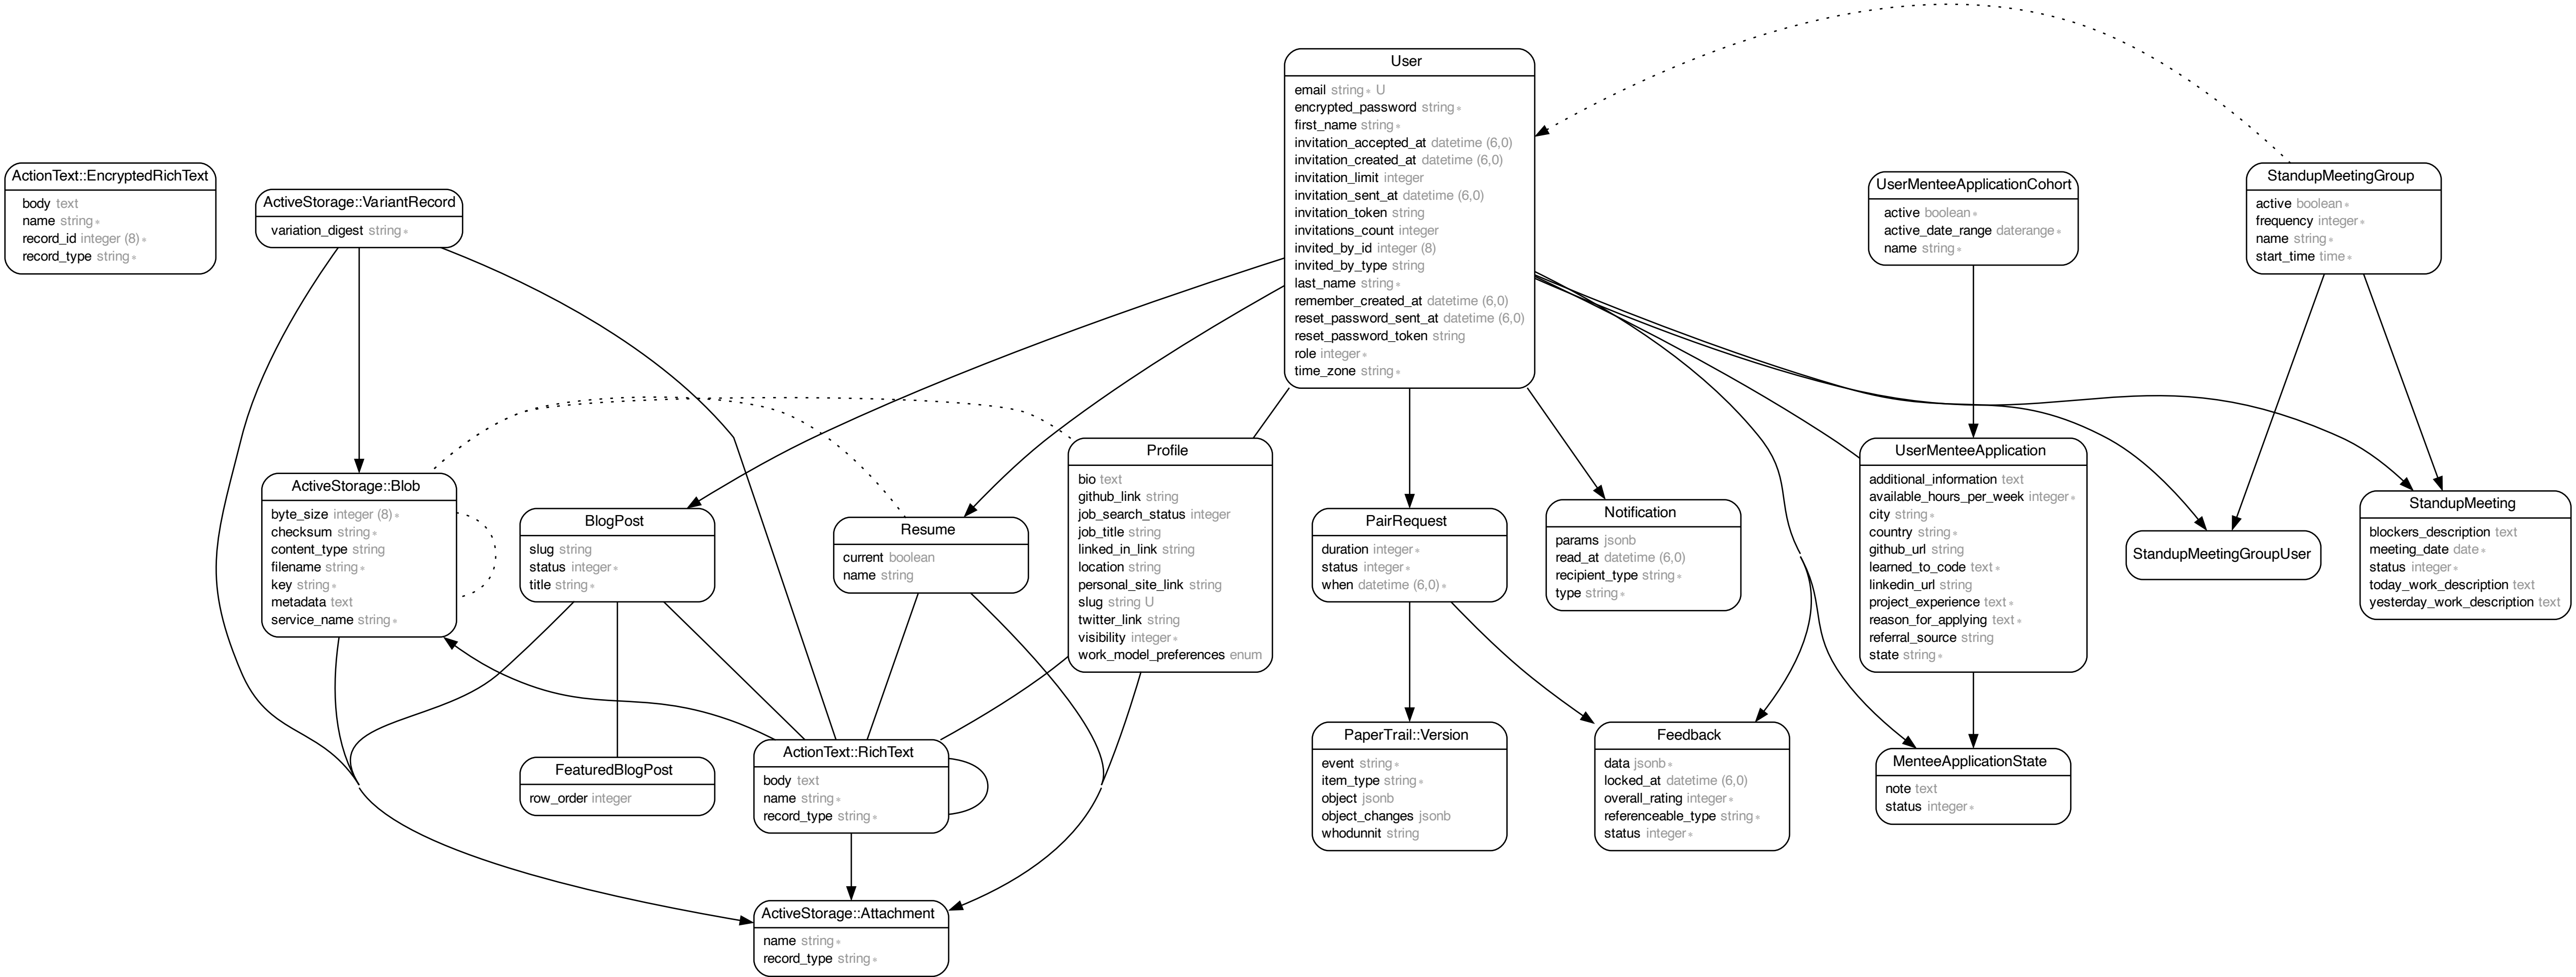 User
email string∗ U
encrypted_password string∗
first_name string∗
invitation_accepted_at datetime (6,0)
invitation_created_at datetime (6,0)
invitation_limit integer
invitation_sent_at datetime (6,0)
invitation_token string
invitations_count integer
invited_by_id integer (8)
invited_by_type string
last_name string∗
remember_created_at datetime (6,0)
reset_password_sent_at datetime (6,0)
reset_password_token string
role integer∗
time_zone string∗
ActionText::EncryptedRichText
body text
name string∗
record_id integer (8)∗
record_type string∗
ActiveStorage::VariantRecord
variation_digest string∗
UserMenteeApplicationCohort
active boolean∗
active_date_range daterange∗
name string∗
StandupMeetingGroup
active boolean∗
frequency integer∗
name string∗
start_time time∗
ActiveStorage::Blob
byte_size integer (8)∗
checksum string∗
content_type string
filename string∗
key string∗
metadata text
service_name string∗
BlogPost
slug string
status integer∗
title string∗
Resume
current boolean
name string
Profile
bio text
github_link string
job_search_status integer
job_title string
linked_in_link string
location string
personal_site_link string
slug string U
twitter_link string
visibility integer∗
work_model_preferences enum
PairRequest
duration integer∗
status integer∗
when datetime (6,0)∗
Notification
params jsonb
read_at datetime (6,0)
recipient_type string∗
type string∗
UserMenteeApplication
additional_information text
available_hours_per_week integer∗
city string∗
country string∗
github_url string
learned_to_code text∗
linkedin_url string
project_experience text∗
reason_for_applying text∗
referral_source string
state string∗
StandupMeetingGroupUser
StandupMeeting
blockers_description text
meeting_date date∗
status integer∗
today_work_description text
yesterday_work_description text
FeaturedBlogPost
row_order integer
ActionText::RichText
body text
name string∗
record_type string∗
PaperTrail::Version
event string∗
item_type string∗
object jsonb
object_changes jsonb
whodunnit string
Feedback
data jsonb∗
locked_at datetime (6,0)
overall_rating integer∗
referenceable_type string∗
status integer∗
MenteeApplicationState
note text
status integer∗
ActiveStorage::Attachment
name string∗
record_type string∗